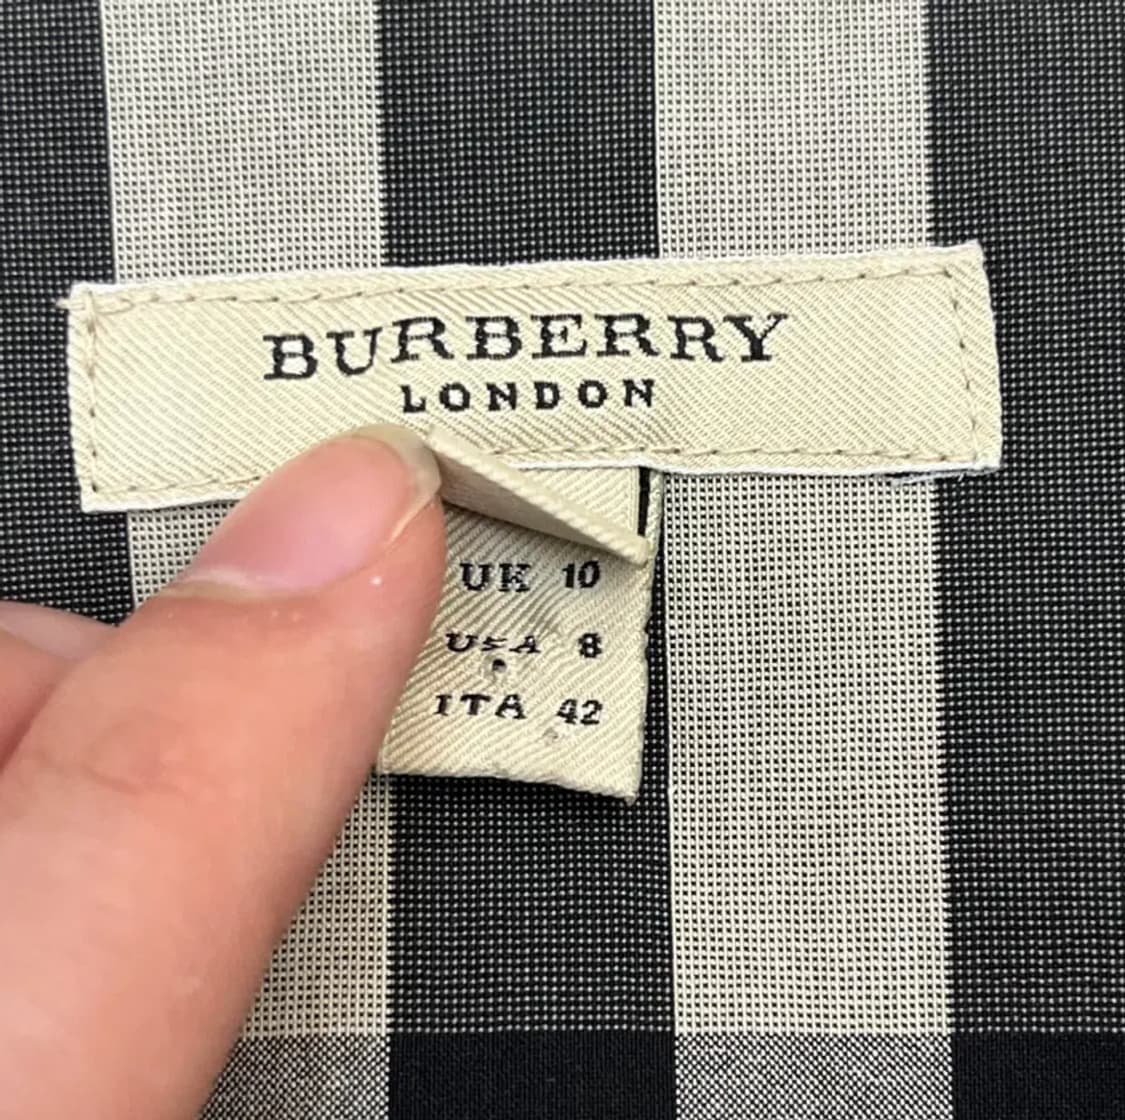 BURBERRY
LONDON
UK 10
USA 8
ITA 42